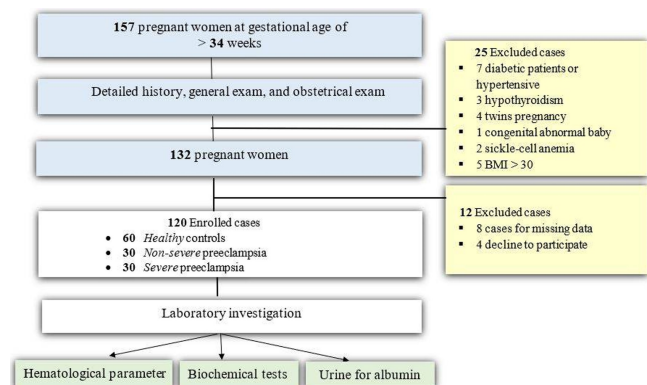 157 pregnant women at gestational age of
> 34 weeks
25 Excluded cases
▪ 7 diabetic patients or
hypertensive
▪ 3 hypothyroidism
▪ 4 twins pregnancy
▪ 1 congenital abnormal baby
▪ 2 sickle-cell anemia
▪ 5 BMI > 30
Detailed history, general exam, and obstetrical exam
132 pregnant women
12 Excluded cases
▪ 8 cases for missing data
▪ 4 decline to participate
120 Enrolled cases
• 60 Healthy controls
• 30 Non-severe preeclampsia
• 30 Severe preeclampsia
Laboratory investigation
Hematological parameter
Biochemical tests
Urine for albumin